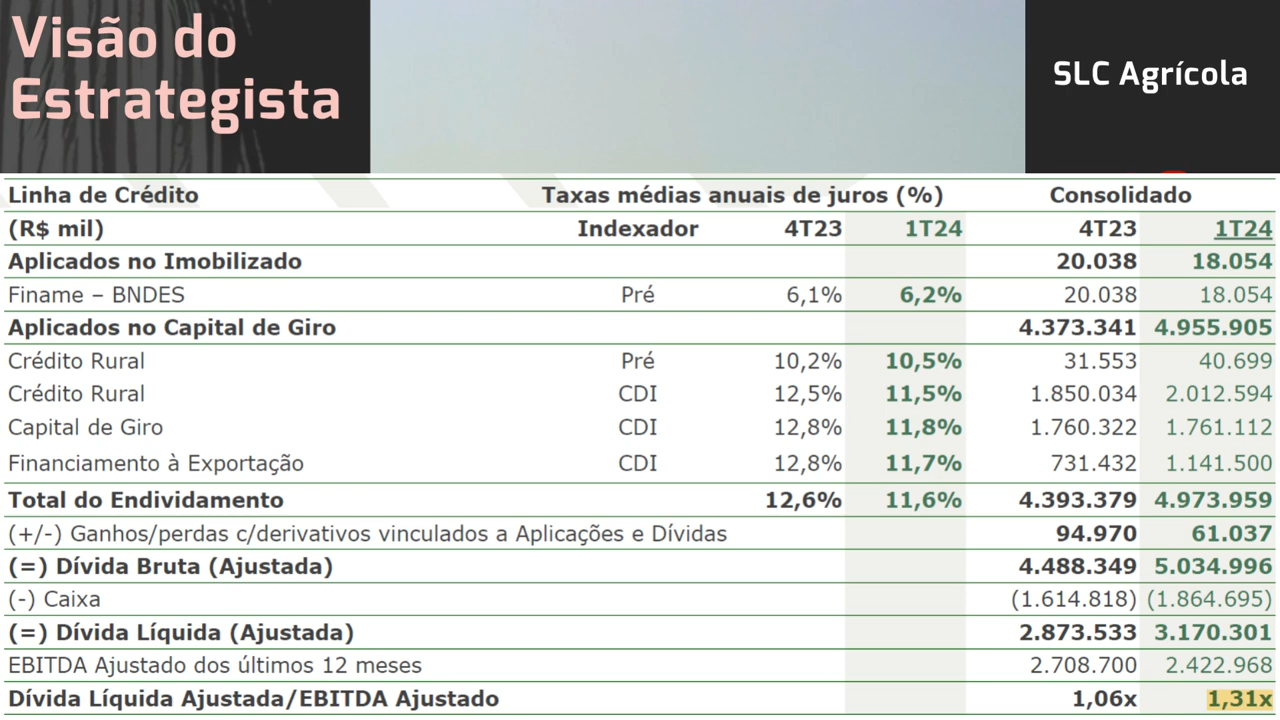 Visão do
Estrategista
SLC Agrícola
Linha de Crédito Taxas médias anuais de juros (%) Consolidado
(R$ mil) Indexador 4T23 1T24 4T23 1T24
Aplicados no Imobilizado 20.038 18.054
Finame – BNDES Pré 6,1% 6,2% 20.038 18.054
Aplicados no Capital de Giro 4.373.341 4.955.905
Crédito Rural Pré 10,2% 10,5% 31.553 40.699
Crédito Rural CDI 12,5% 11,5% 1.850.034 2.012.594
Capital de Giro CDI 12,8% 11,8% 1.760.322 1.761.112
Financiamento à Exportação CDI 12,8% 11,7% 731.432 1.141.500
Total do Endividamento 12,6% 11,6% 4.393.379 4.973.959
(+/-) Ganhos/perdas c/derivativos vinculados a Aplicações e Dívidas 94.970 61.037
(=) Dívida Bruta (Ajustada) 4.488.349 5.034.996
(-) Caixa (1.614.818) (1.864.695)
(=) Dívida Líquida (Ajustada) 2.873.533 3.170.301
EBITDA Ajustado dos últimos 12 meses 2.708.700 2.422.968
Dívida Líquida Ajustada/EBITDA Ajustado 1,06x 1,31x